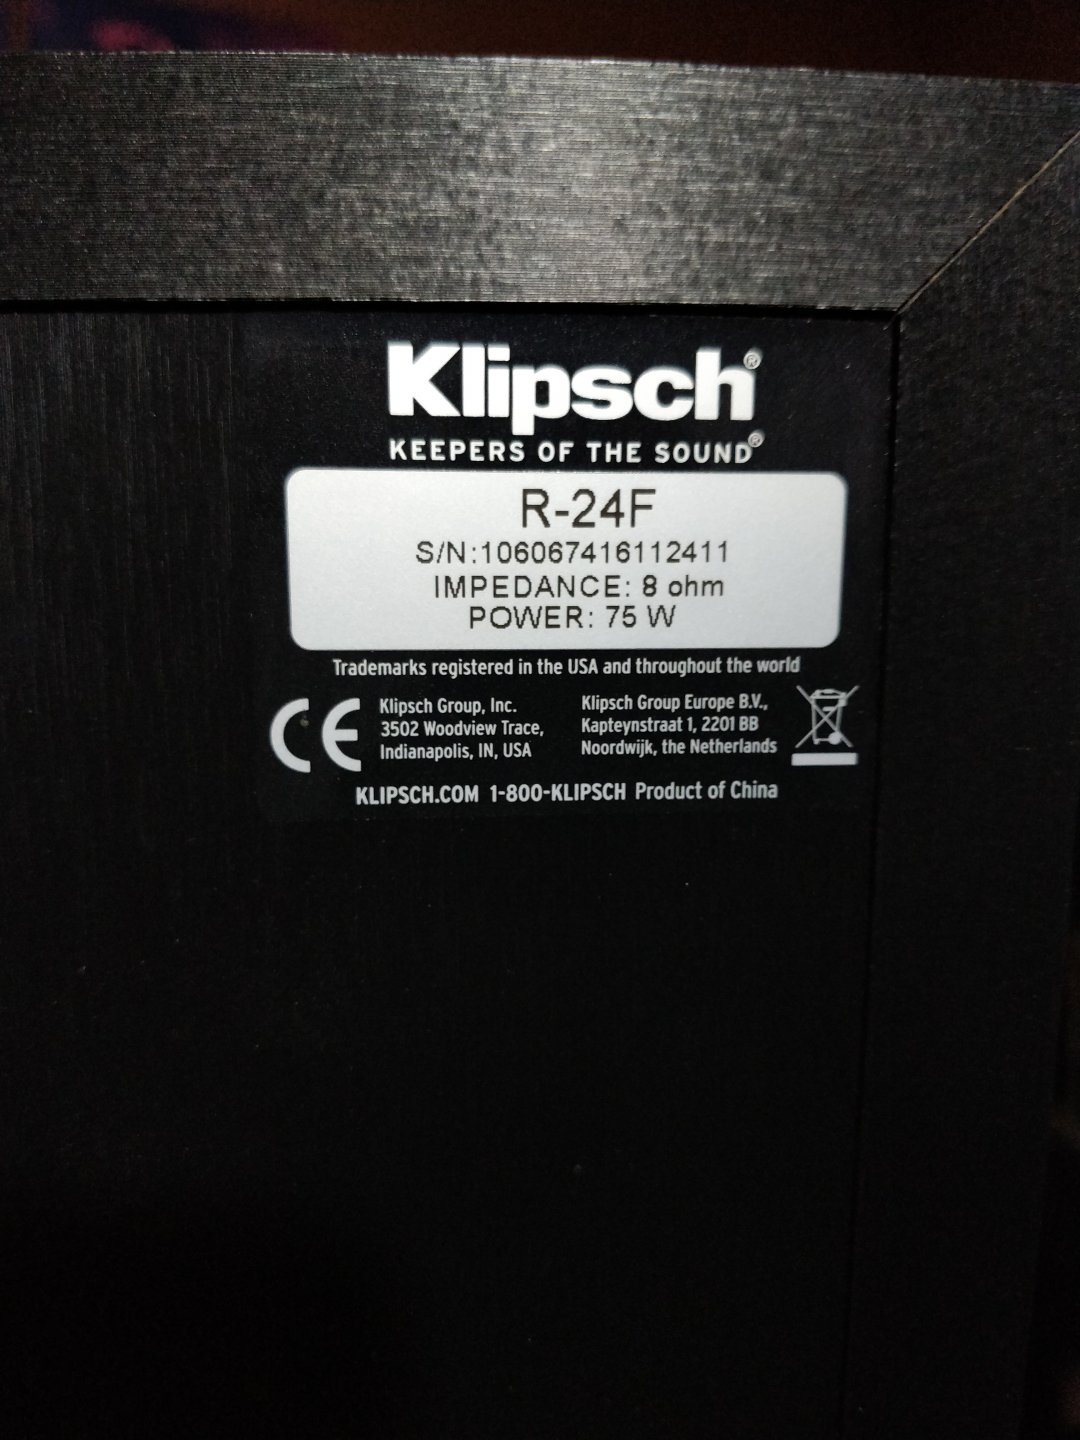 Klipsch®
KEEPERS OF THE SOUND®
R-24F
S/N:106067416112411
IMPEDANCE: 8 ohm
POWER: 75 W
Trademarks registered in the USA and throughout the world
CE
Klipsch Group, Inc.
3502 Woodview Trace,
Indianapolis, IN, USA
Klipsch Group Europe B.V.,
Kapteynstraat 1, 2201 BB
Noordwijk, the Netherlands
KLIPSCH.COM 1-800-KLIPSCH Product of China